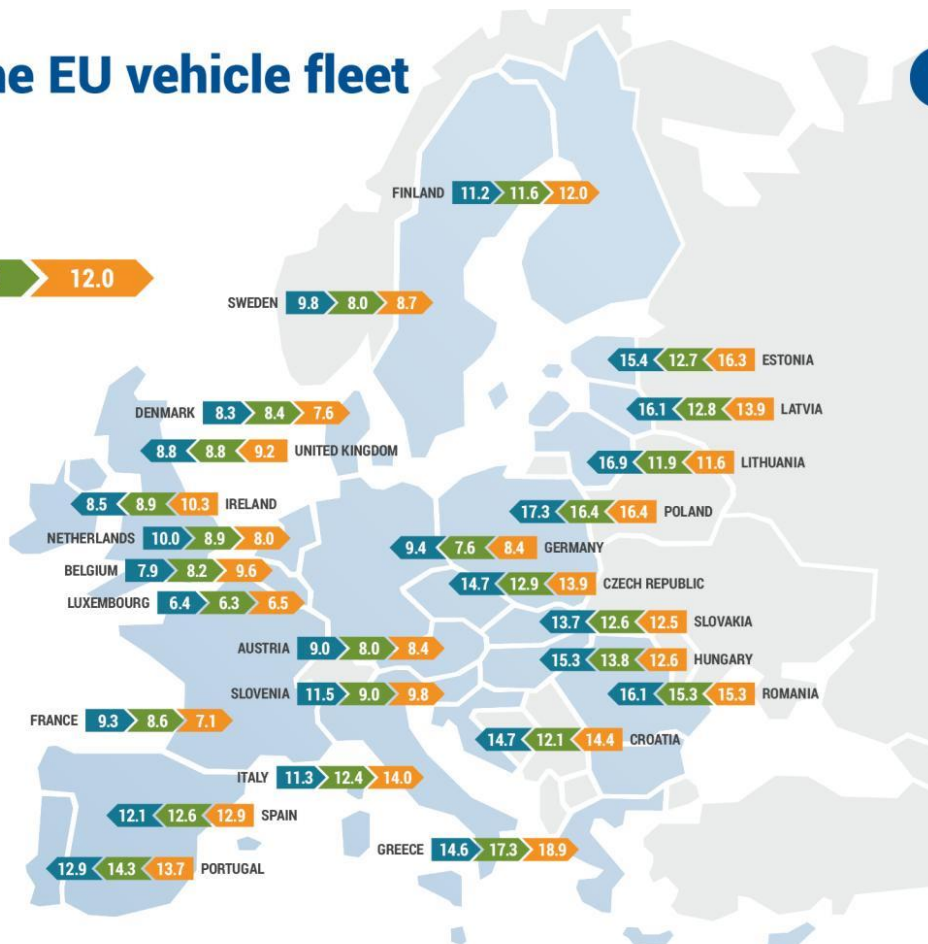 ne EU vehicle fleet
FINLAND 11.2 11.6 12.0
12.0
SWEDEN 9.8 8.0 8.7
15.4 12.7 16.3 ESTONIA
DENMARK 8.3 8.4 7.6
16.1 12.8 13.9 LATVIA
8.8 8.8 9.2 UNITED KINGDOM
16.9 11.9 11.6 LITHUANIA
8.5 8.9 10.3 IRELAND
17.3 16.4 16.4 POLAND
NETHERLANDS 10.0 8.9 8.0
9.4 7.6 8.4 GERMANY
BELGIUM 7.9 8.2 9.6
14.7 12.9 13.9 CZECH REPUBLIC
LUXEMBOURG 6.4 6.3 6.5
13.7 12.6 12.5 SLOVAKIA
AUSTRIA 9.0 8.0 8.4
15.3 13.8 12.6 HUNGARY
SLOVENIA 11.5 9.0 9.8
16.1 15.3 15.3 ROMANIA
FRANCE 9.3 8.6 7.1
14.7 12.1 14.4 CROATIA
ITALY 11.3 12.4 14.0
12.1 12.6 12.9 SPAIN
GREECE 14.6 17.3 18.9
12.9 14.3 13.7 PORTUGAL